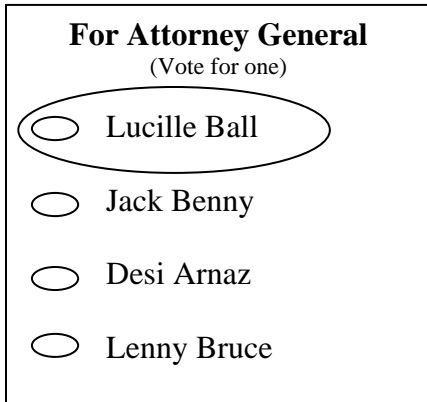 For Attorney General
(Vote for one)
Lucille Ball
Jack Benny
Desi Arnaz
Lenny Bruce